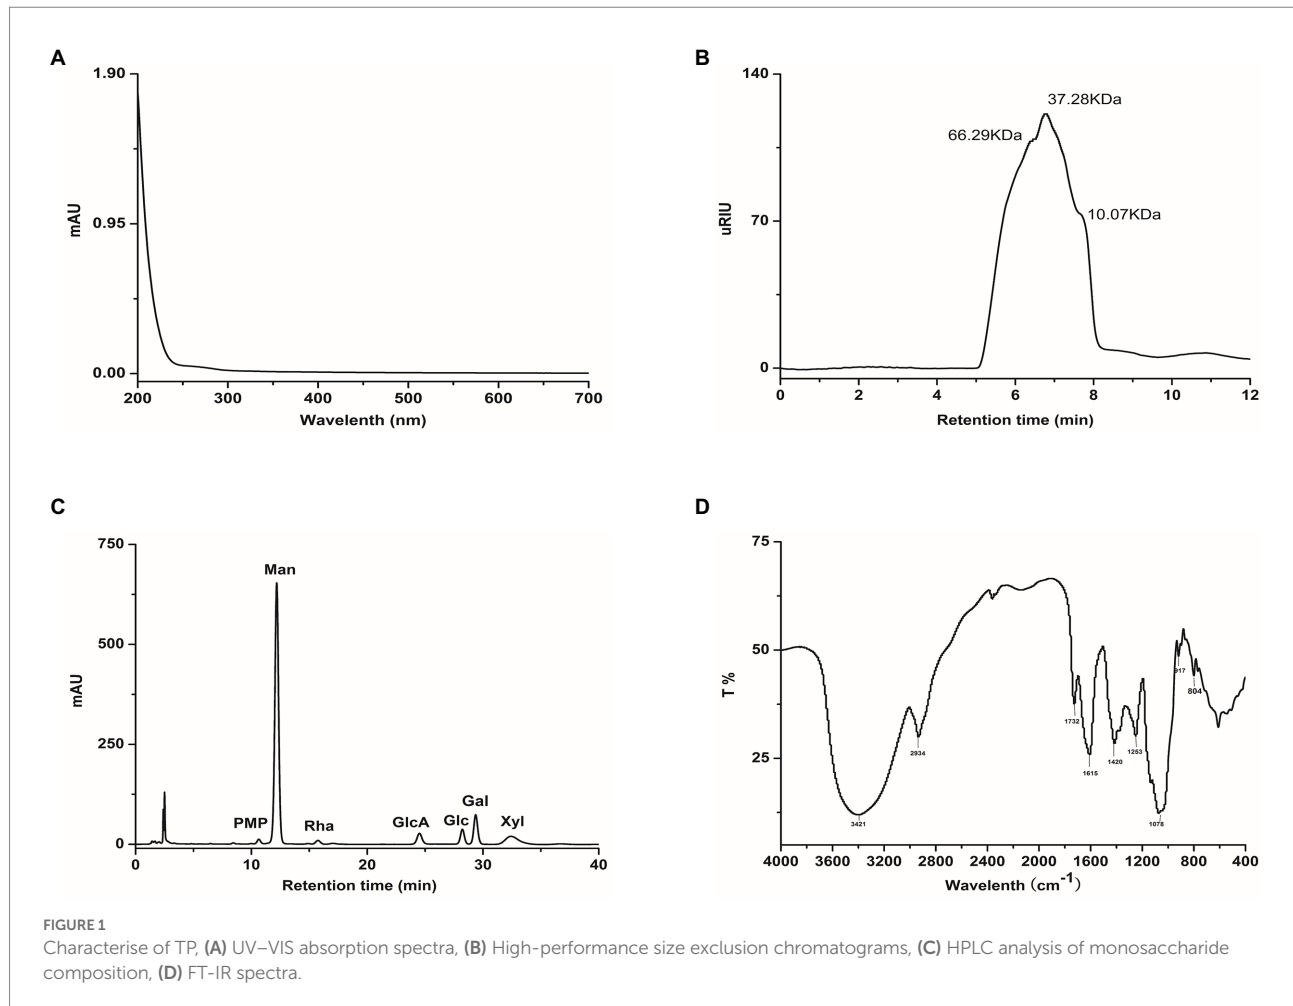 A
1.90
0.95
0.00
mAU
200 300 400 500 600 700
Wavelenth (nm)
B
140
70
0
uRIU
66.29KDa
37.28KDa
10.07KDa
0 2 4 6 8 10 12
Retention time (min)
C
750
500
250
0
mAU
PMP
Man
Rha
GlcA
Glc
Gal
Xyl
0 10 20 30 40
Retention time (min)
D
75
50
25
T %
3421
2934
1732
1615
1420
1253
1078
917
804
4000 3600 3200 2800 2400 2000 1600 1200 800 400
Wavelenth (cm-1)
FIGURE 1
Characterise of TP, (A) UV–VIS absorption spectra, (B) High-performance size exclusion chromatograms, (C) HPLC analysis of monosaccharide
composition, (D) FT-IR spectra.